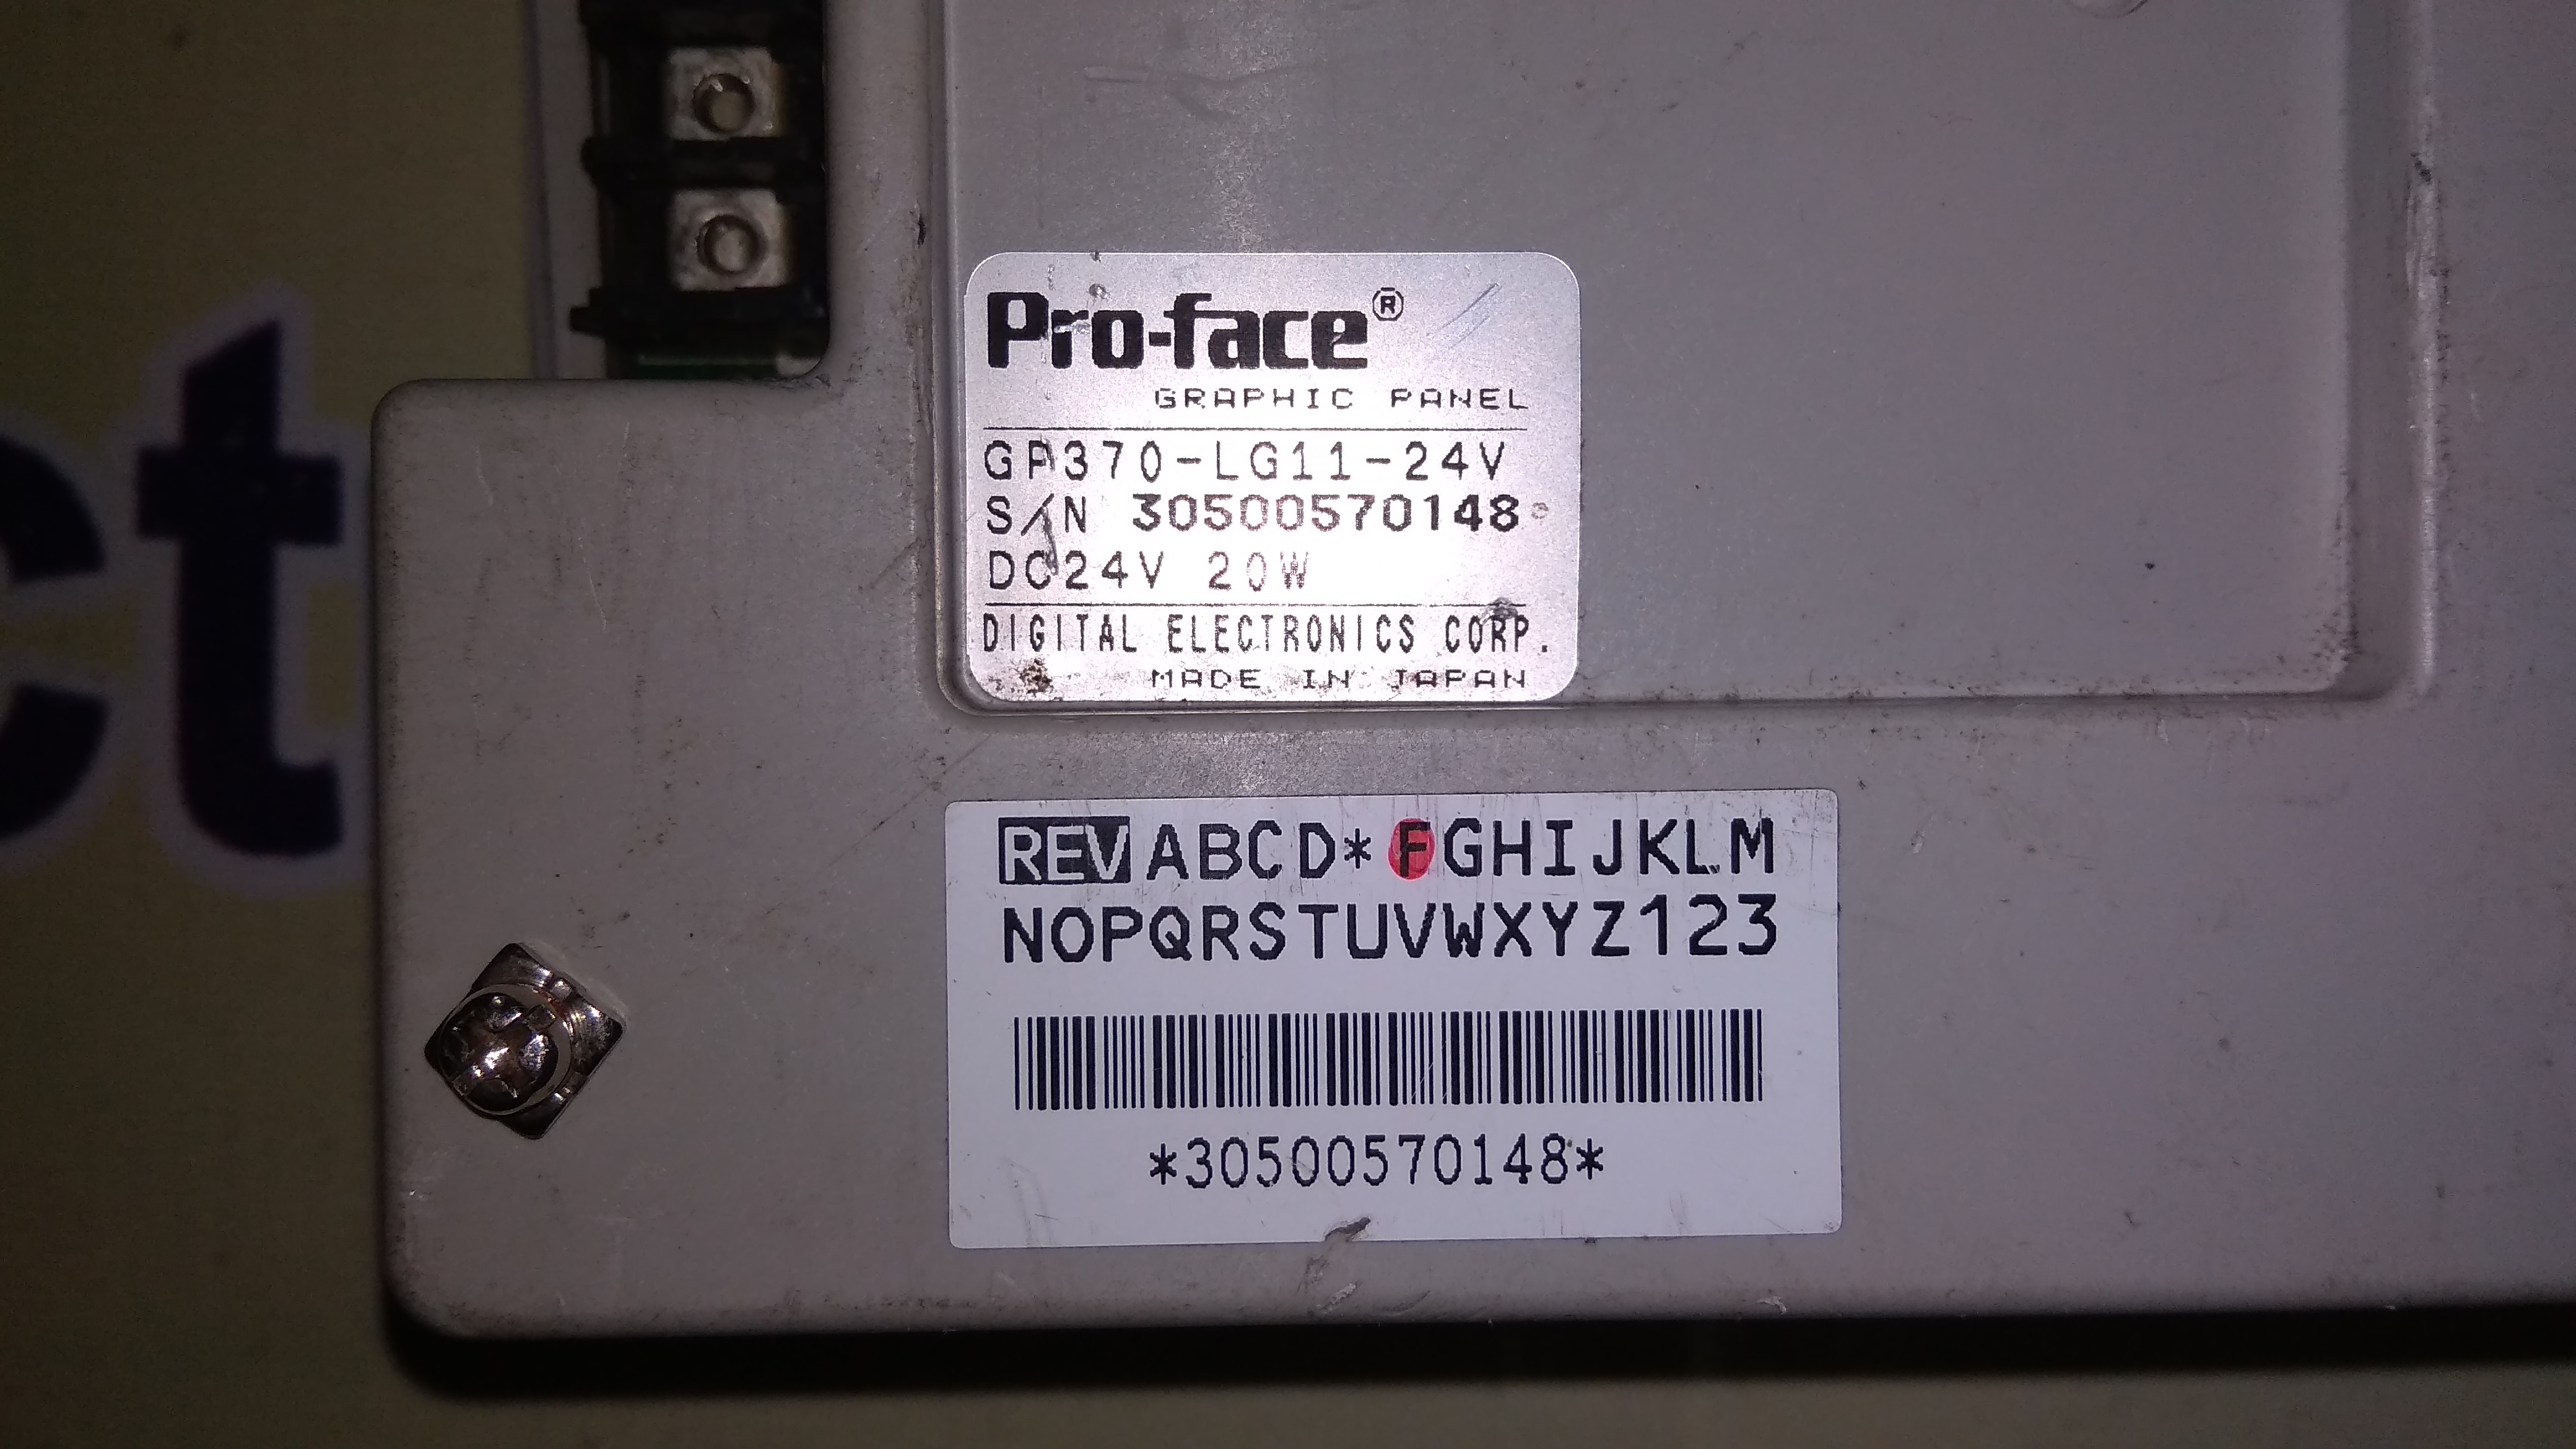 ct
Pro-face®
GRAPHIC PANEL
GP370-LG11-24V
S/N 30500570148
DC24V 20W
DIGITAL ELECTRONICS CORP.
MADE IN JAPAN
REV ABCD*FGHIJKLM
NOPQRSTUVWXYZ123
*30500570148*